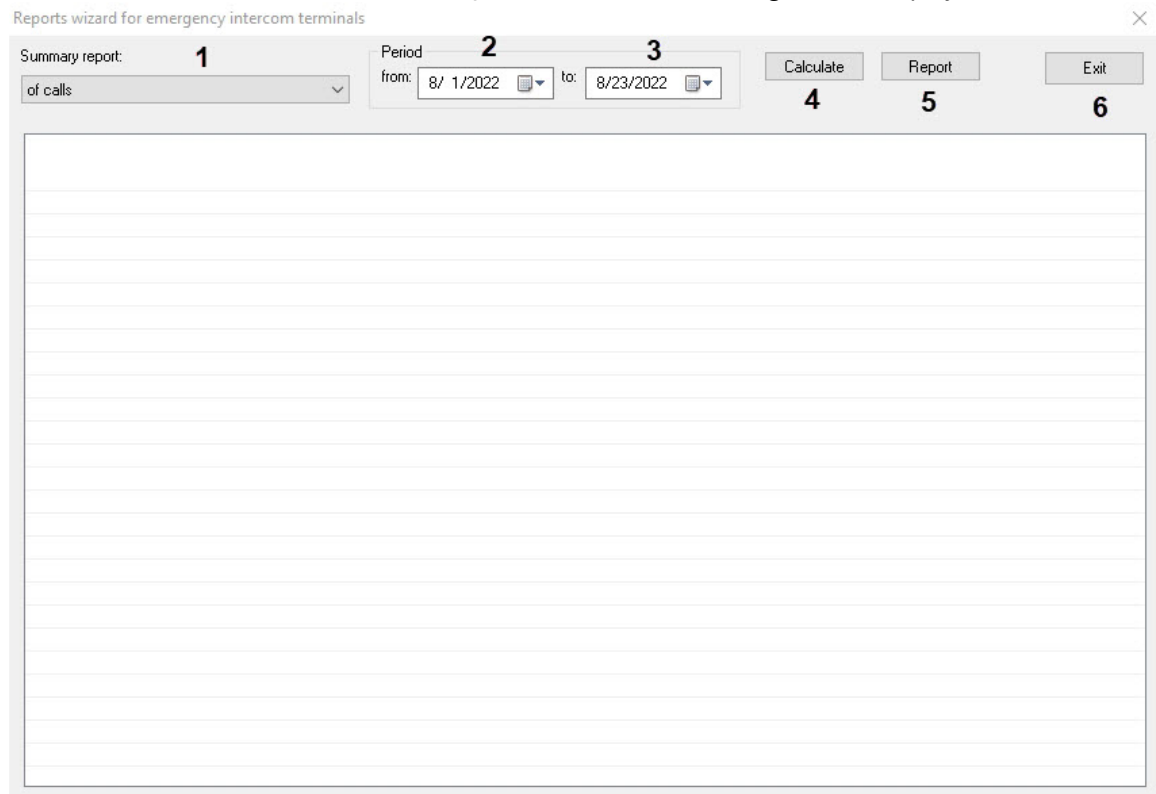 Reports wizard for emergency intercom terminals
Summary report: 1
of calls
Period 2 3
from: 8/ 1/2022 to: 8/23/2022
Calculate Report Exit
4 5 6